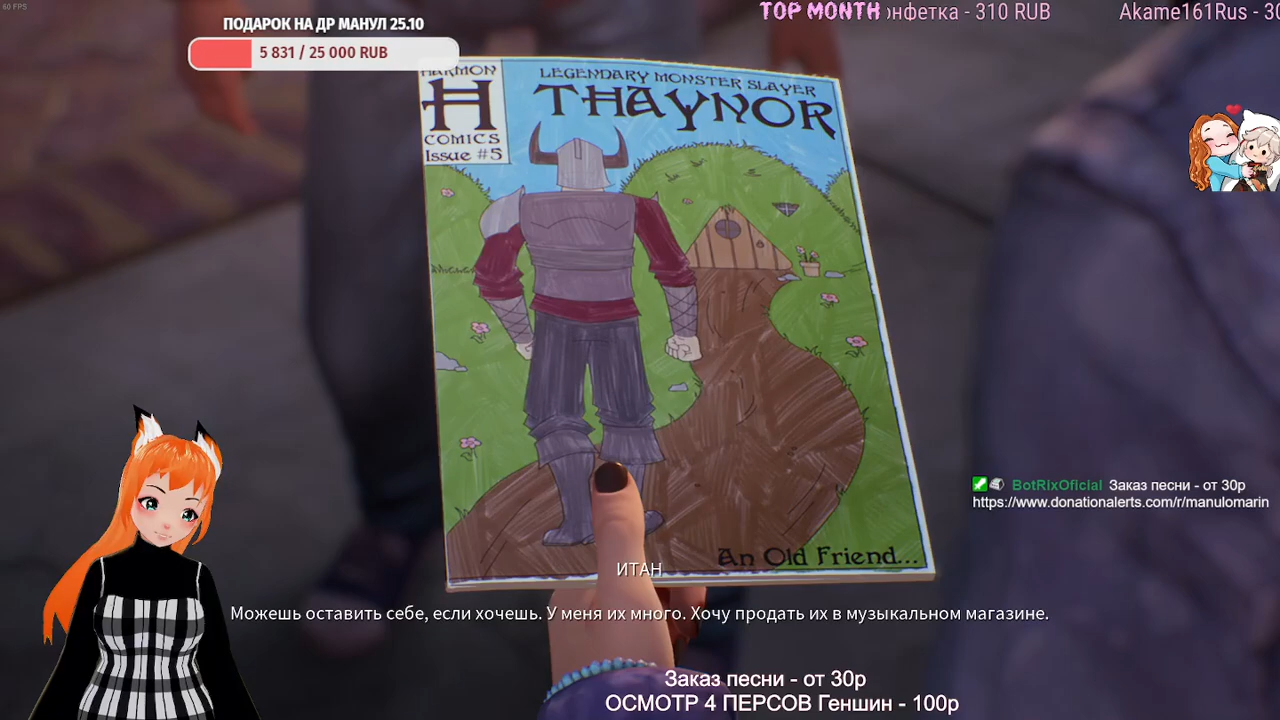 60 FPS
ПОДАРОК НА ДР МАНУЛ 25.10
5 831 / 25 000 RUB
TOP MONTH онфетка - 310 RUB
Akame161Rus - 30
HARMON
H
COMICS
Issue #5
LEGENDARY MONSTER SLAYER
THAYNOR
BotRixOficial Заказ песни - от 30р
https://www.donationalerts.com/r/manulomarin
An Old Friend...
ИТАН
Можешь оставить себе, если хочешь. У меня их много. Хочу продать их в музыкальном магазине.
Заказ песни - от 30р
ОСМОТР 4 ПЕРСОВ Геншин - 100р